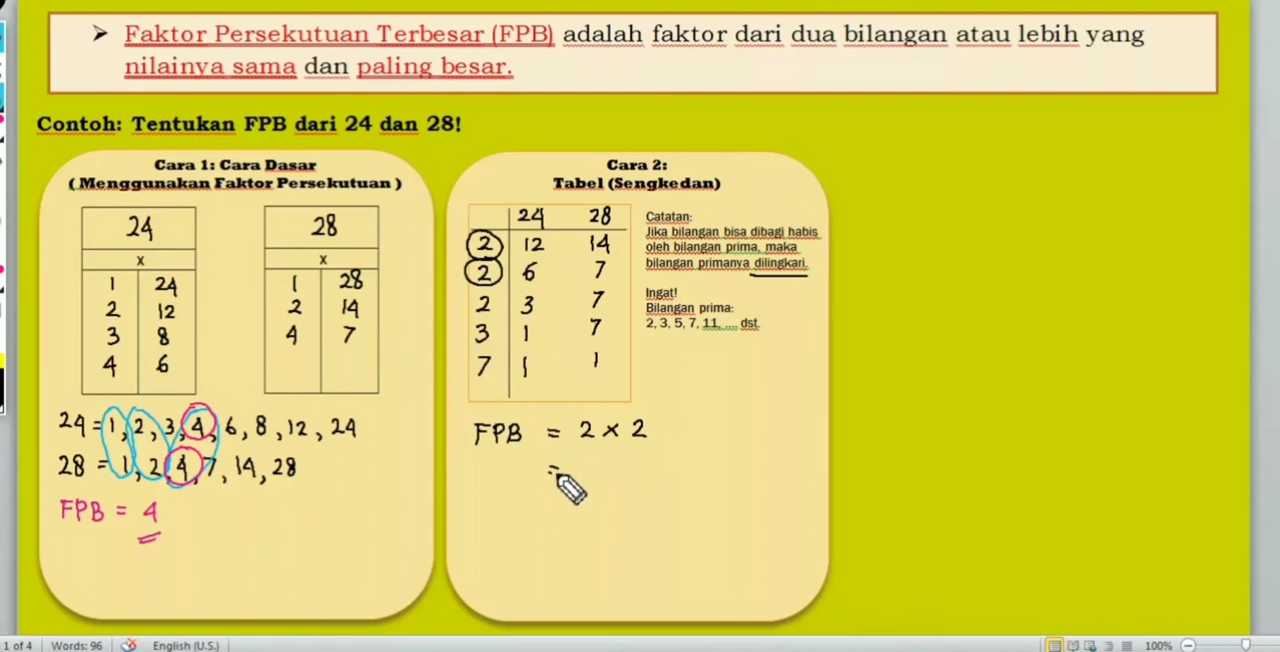 ➤ Faktor Persekutuan Terbesar (FPB) adalah faktor dari dua bilangan atau lebih yang
nilainya sama dan paling besar.
Contoh: Tentukan FPB dari 24 dan 28!
Cara 1: Cara Dasar
( Menggunakan Faktor Persekutuan )
24
x
1 24
2 12
3 8
4 6
28
x
1 28
2 14
4 7
24 = 1, 2, 3, 4, 6, 8, 12, 24
28 = 1, 2, 4, 7, 14, 28
FPB = 4
Cara 2:
Tabel (Sengkedan)
24 28
2 12 14
2 6 7
2 3 7
3 1 7
7 1 1
Catatan:
Jika bilangan bisa dibagi habis
oleh bilangan prima, maka
bilangan primanya dilingkari.
Ingat!
Bilangan prima:
2, 3, 5, 7, 11, .... dst.
FPB = 2 × 2
=
1 of 4 Words: 96 English (U.S.) 100%